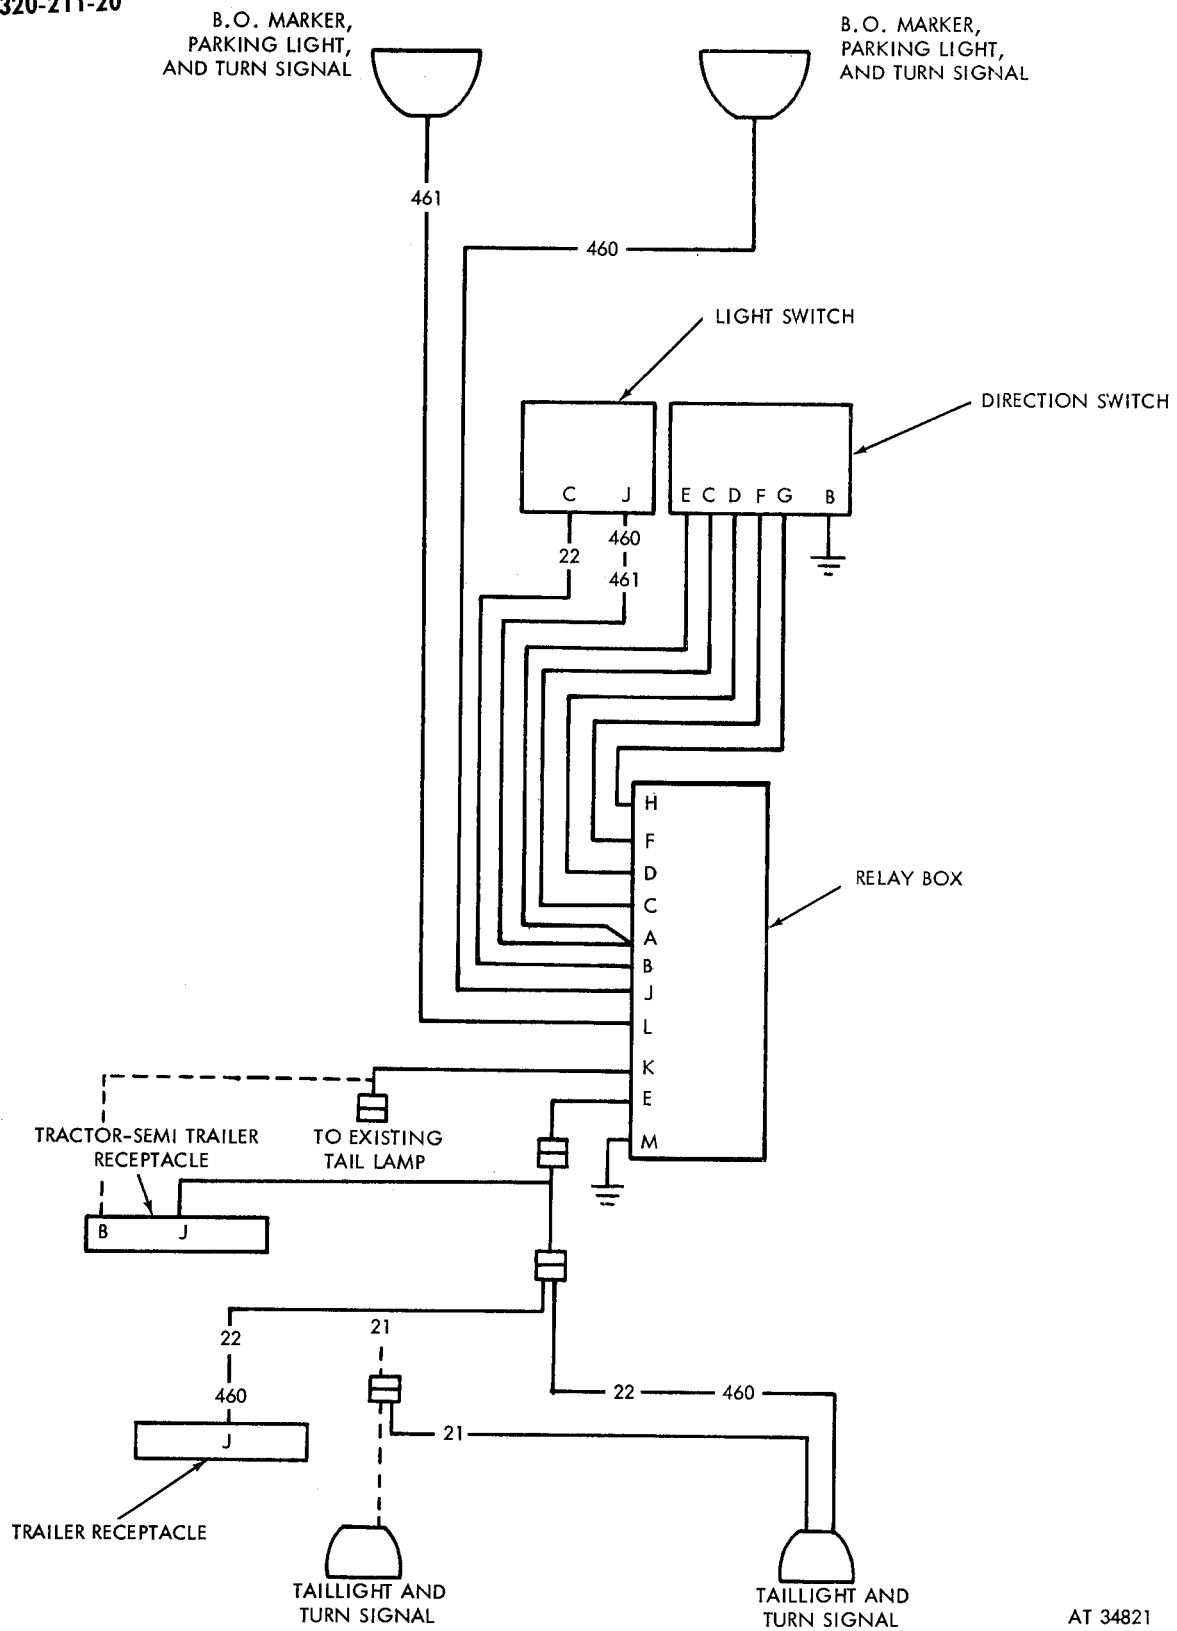 320-211-20
B.O. MARKER,
PARKING LIGHT,
AND TURN SIGNAL
B.O. MARKER,
PARKING LIGHT,
AND TURN SIGNAL
461
460
LIGHT SWITCH
DIRECTION SWITCH
C J
E C D F G B
460
22
461
H
F
D
RELAY BOX
C
A
B
J
L
K
E
TRACTOR-SEMI TRAILER
RECEPTACLE
TO EXISTING
TAIL LAMP
M
B J
21
22
22 460
460
21
J
TRAILER RECEPTACLE
TAILLIGHT AND
TURN SIGNAL
TAILLIGHT AND
TURN SIGNAL
AT 34821